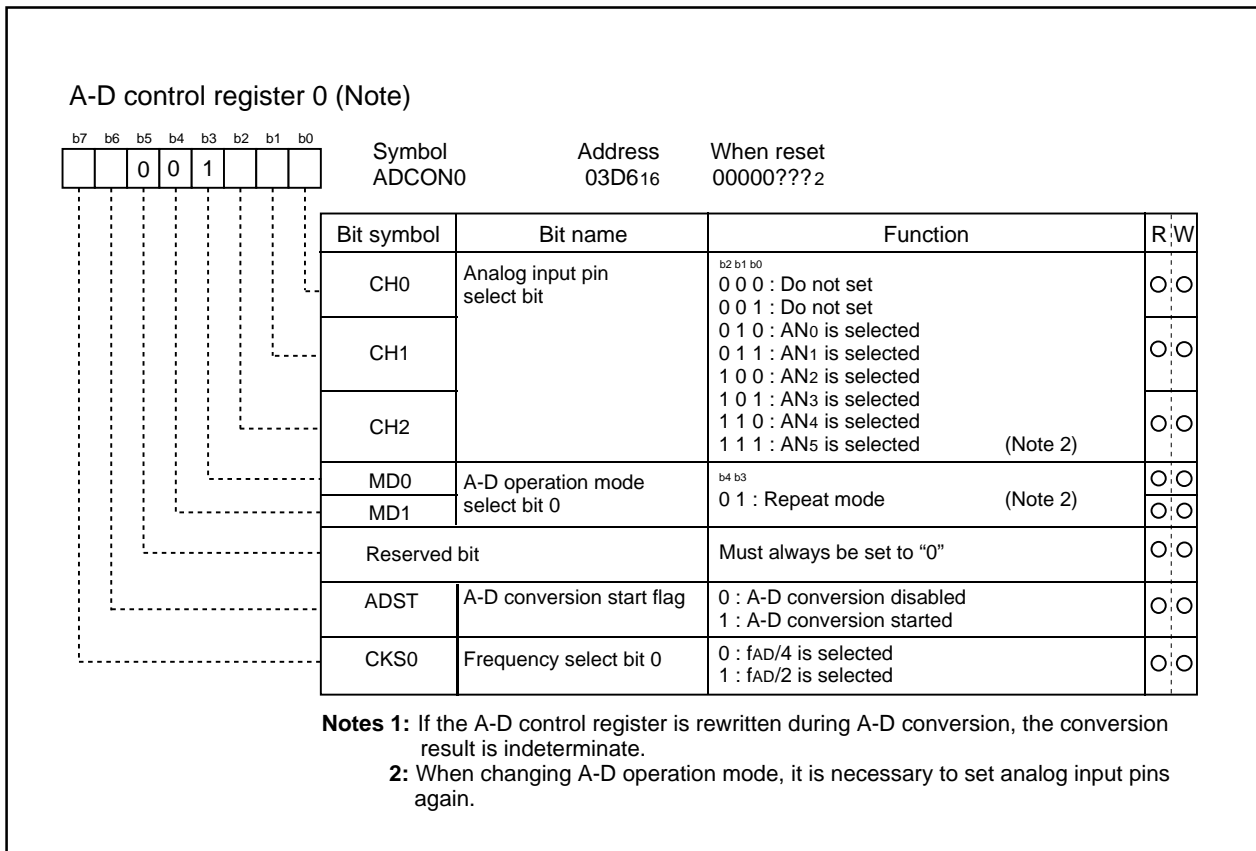 A-D control register 0 (Note)
b7 b6 b5 b4 b3 b2 b1 b0
0 0 1
Symbol Address When reset
ADCON0 03D616 00000???2
Bit symbol Bit name Function R W
CH0 Analog input pin
select bit
b2 b1 b0
0 0 0 : Do not set
0 0 1 : Do not set
0 1 0 : AN0 is selected
0 1 1 : AN1 is selected
1 0 0 : AN2 is selected
1 0 1 : AN3 is selected
1 1 0 : AN4 is selected
1 1 1 : AN5 is selected (Note 2)
CH1
CH2
MD0 A-D operation mode
select bit 0
MD1
b4 b3
0 1 : Repeat mode (Note 2)
Reserved bit Must always be set to “0”
ADST A-D conversion start flag 0 : A-D conversion disabled
1 : A-D conversion started
CKS0 Frequency select bit 0 0 : fAD/4 is selected
1 : fAD/2 is selected
Notes 1: If the A-D control register is rewritten during A-D conversion, the conversion
result is indeterminate.
2: When changing A-D operation mode, it is necessary to set analog input pins
again.